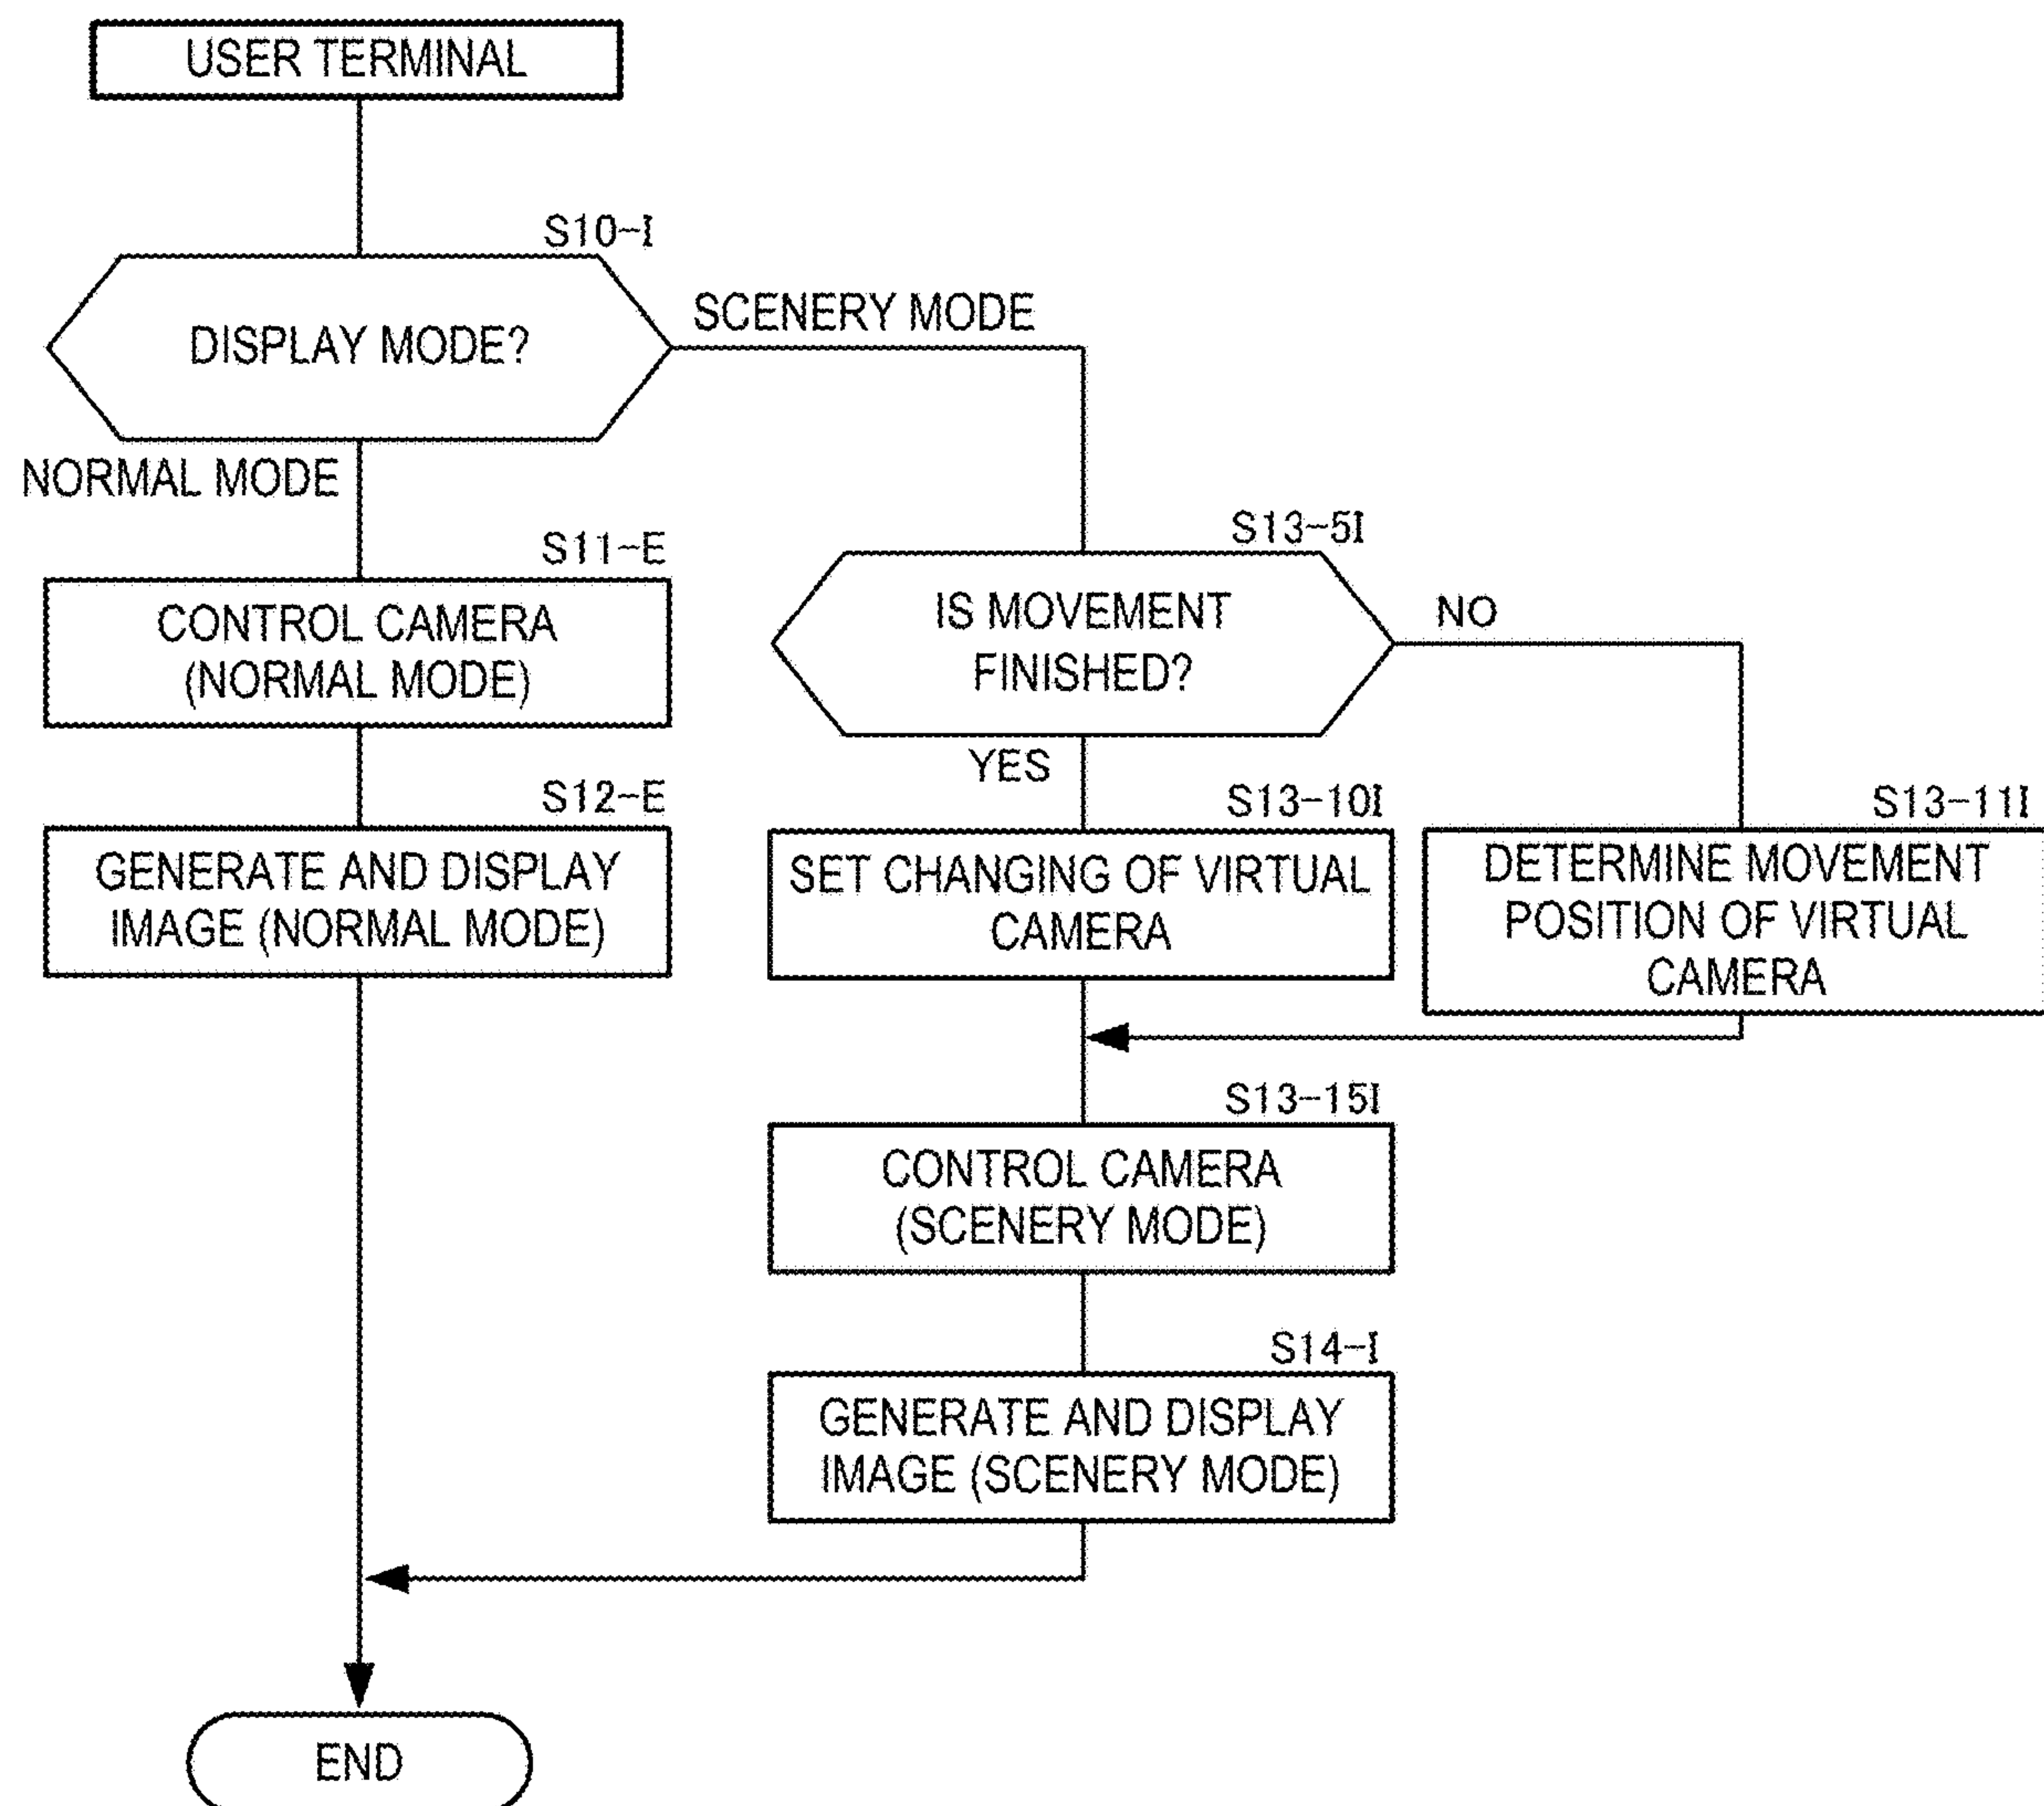 USER TERMINAL
S10-I
DISPLAY MODE?
SCENERY MODE
NORMAL MODE
S11-E
CONTROL CAMERA
(NORMAL MODE)
S12-E
GENERATE AND DISPLAY
IMAGE (NORMAL MODE)
S13-5I
IS MOVEMENT
FINISHED?
NO
YES
S13-10I
SET CHANGING OF VIRTUAL
CAMERA
S13-11I
DETERMINE MOVEMENT
POSITION OF VIRTUAL
CAMERA
S13-15I
CONTROL CAMERA
(SCENERY MODE)
S14-I
GENERATE AND DISPLAY
IMAGE (SCENERY MODE)
END